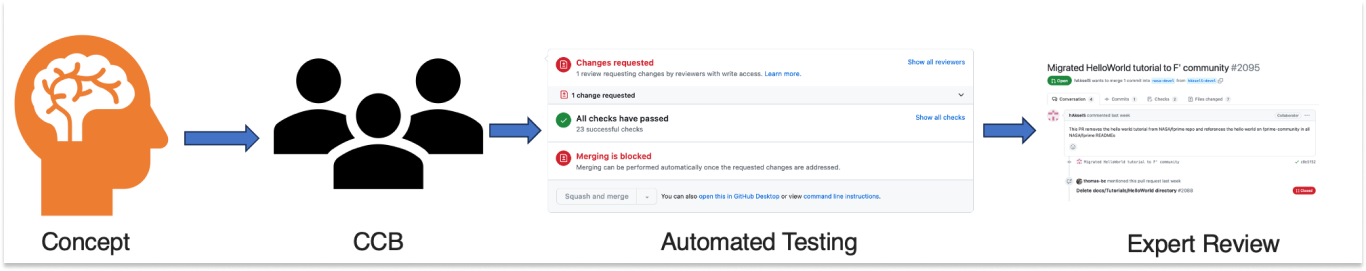 Changes requested
Show all reviewers
1 review requesting changes by reviewers with write access. Learn more.
1 change requested
All checks have passed
Show all checks
23 successful checks
Merging is blocked
Merging can be performed automatically once the requested changes are addressed.
Squash and merge
You can also open this in GitHub Desktop or view command line instructions.
Migrated HelloWorld tutorial to F' community #2095
Open
wants to merge 1 commit into
from
Conversation 4
Commits 1
Checks 2
Files changed 7
commented last week
Collaborator
This PR removes the hello world tutorial from NASA/fprime repo and references the hello world on fprime-community in all
NASA/fprime READMEs
Migrated HelloWorld tutorial to F' community
thomas-bc mentioned this pull request last week
Delete docs/Tutorials/HelloWorld directory
Closed
Concept
CCB
Automated Testing
Expert Review